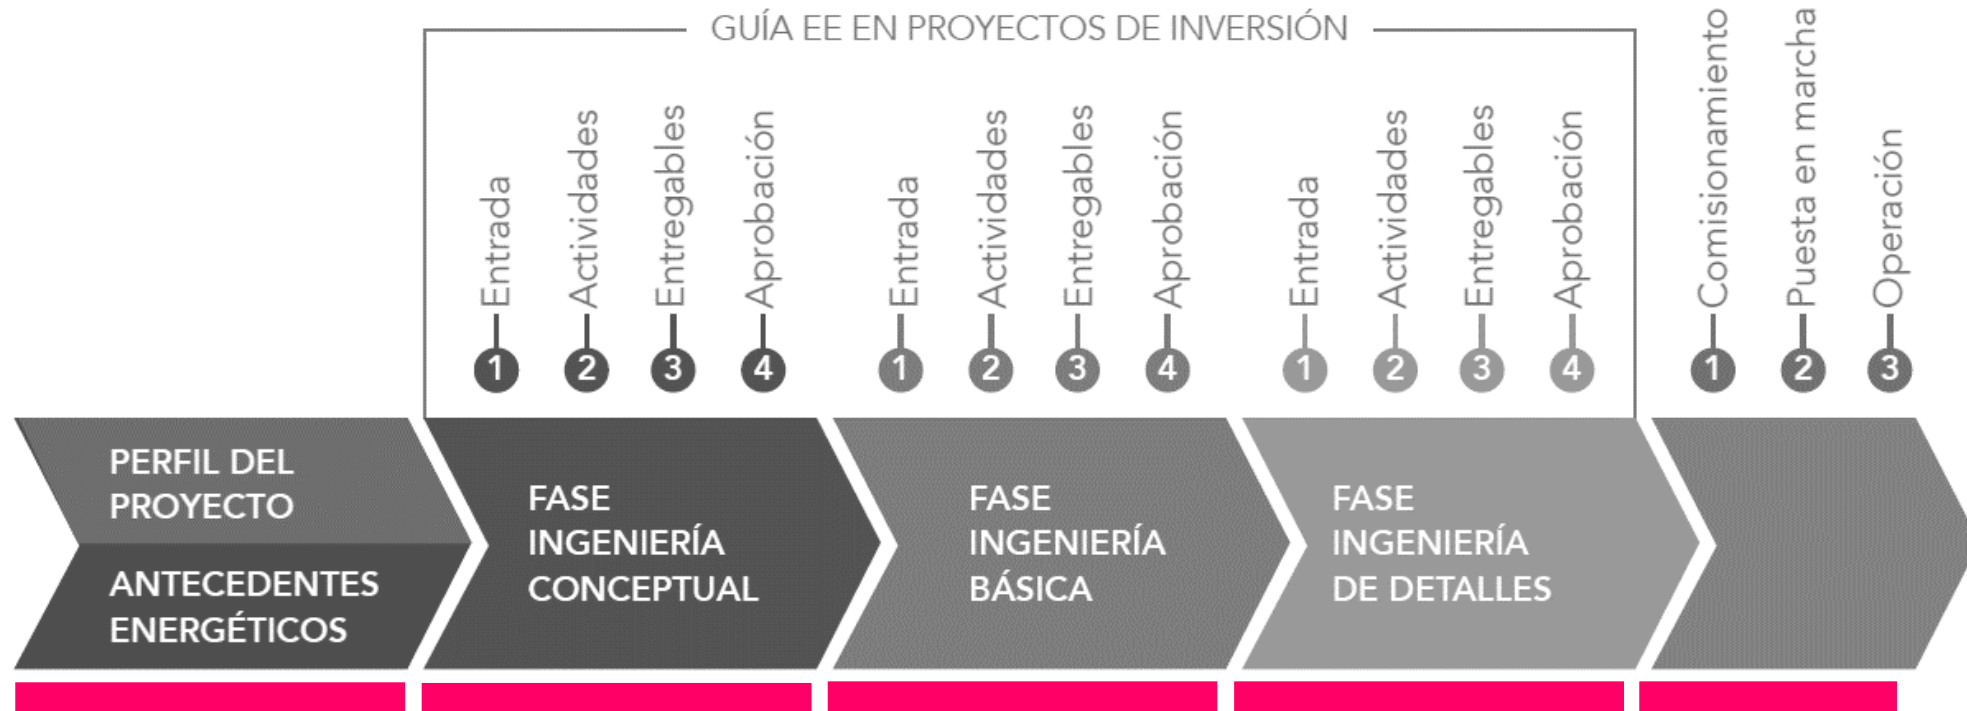 GUÍA EE EN PROYECTOS DE INVERSIÓN
Entrada
Actividades
Entregables
Aprobación
Entrada
Actividades
Entregables
Aprobación
Entrada
Actividades
Entregables
Aprobación
Comisionamiento
Puesta en marcha
Operación
1
2
3
4
1
2
3
4
1
2
3
4
1
2
3
PERFIL DEL
PROYECTO
ANTECEDENTES
ENERGÉTICOS
FASE
INGENIERÍA
CONCEPTUAL
FASE
INGENIERÍA
BÁSICA
FASE
INGENIERÍA
DE DETALLES